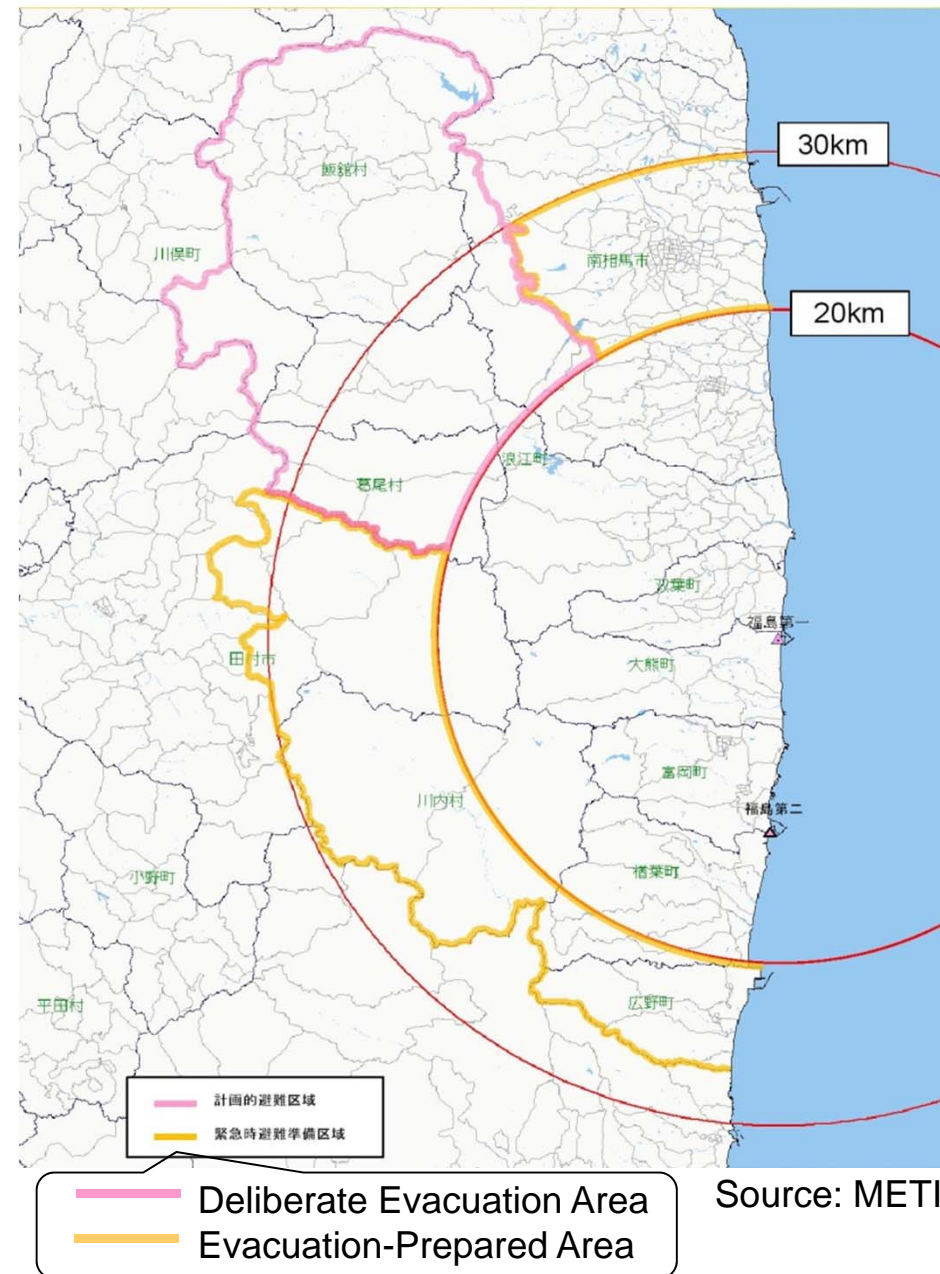 30km
飯舘村
川俣町
南相馬市
20km
浪江町
葛尾村
双葉町
福島第一
田村市
大熊町
富岡町
川内村
福島第二
楢葉町
小野町
広野町
平田村
計画的避難区域
緊急時避難準備区域
Deliberate Evacuation Area
Source: METI
Evacuation-Prepared Area